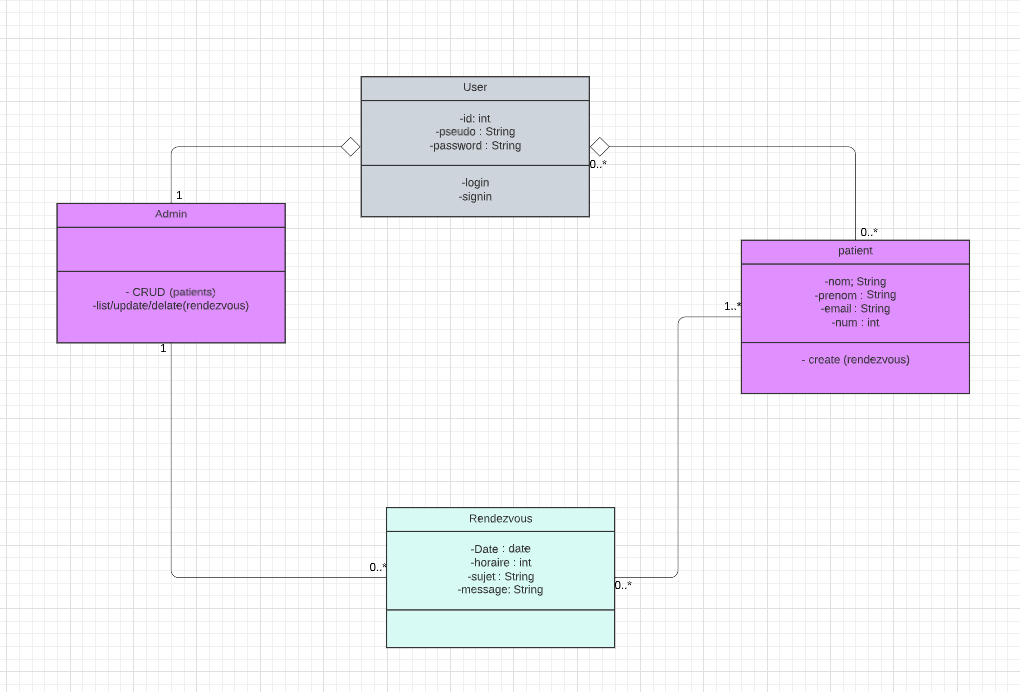 User
-id: int
-pseudo : String
-password : String
0..*
-login
-signin
1
Admin
- CRUD (patients)
-list/update/delate(rendezvous)
1
0..*
patient
-nom; String
-prenom : String
-email : String
-num : int
1..*
- create (rendezvous)
Rendezvous
-Date : date
-horaire : int
-sujet : String
-message: String
0..*
0..*